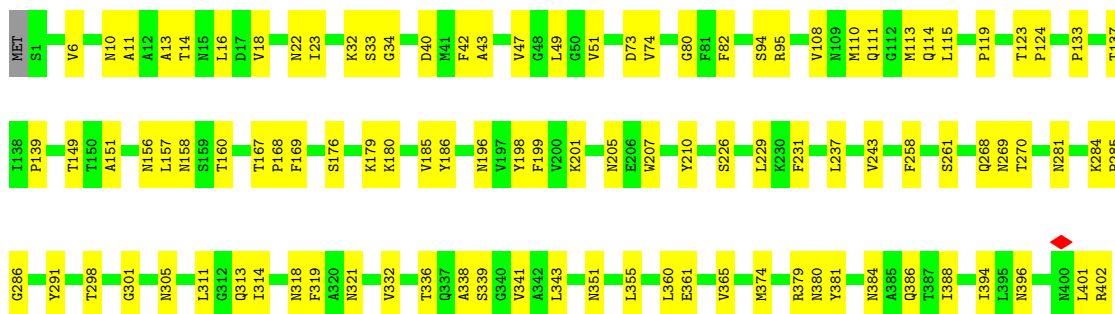 MET S1 V6 N10 A11 A12 A13 T14 N15 L16 D17 V18 N22 I23 K32 S33 G34 D40 M41 F42 A43 V47 G48 L49 G50 V51 D73 V74 G80 F81 F82 S94 R95 V108 N109 M110 Q111 G112 M113 Q114 L115 P119 T123 P124 P133 T137
I138 P139 T149 T150 A151 N156 L157 N158 S159 T160 T167 P168 F169 S176 K179 K180 V185 Y186 N196 V197 Y198 F199 V200 K201 N205 E206 W207 Y210 S226 L229 K230 F231 L237 V243 F258 S261 Q268 N269 T270 N281 K284 P285
G286 Y291 T298 G301 N305 L311 G312 Q313 I314 N318 F319 A320 N321 V332 T336 Q337 A338 S339 G340 V341 A342 L343 N351 L355 L360 E361 V365 M374 R379 N380 Y381 N384 A385 Q386 T387 I388 I394 L395 N396 N400 L401 R402